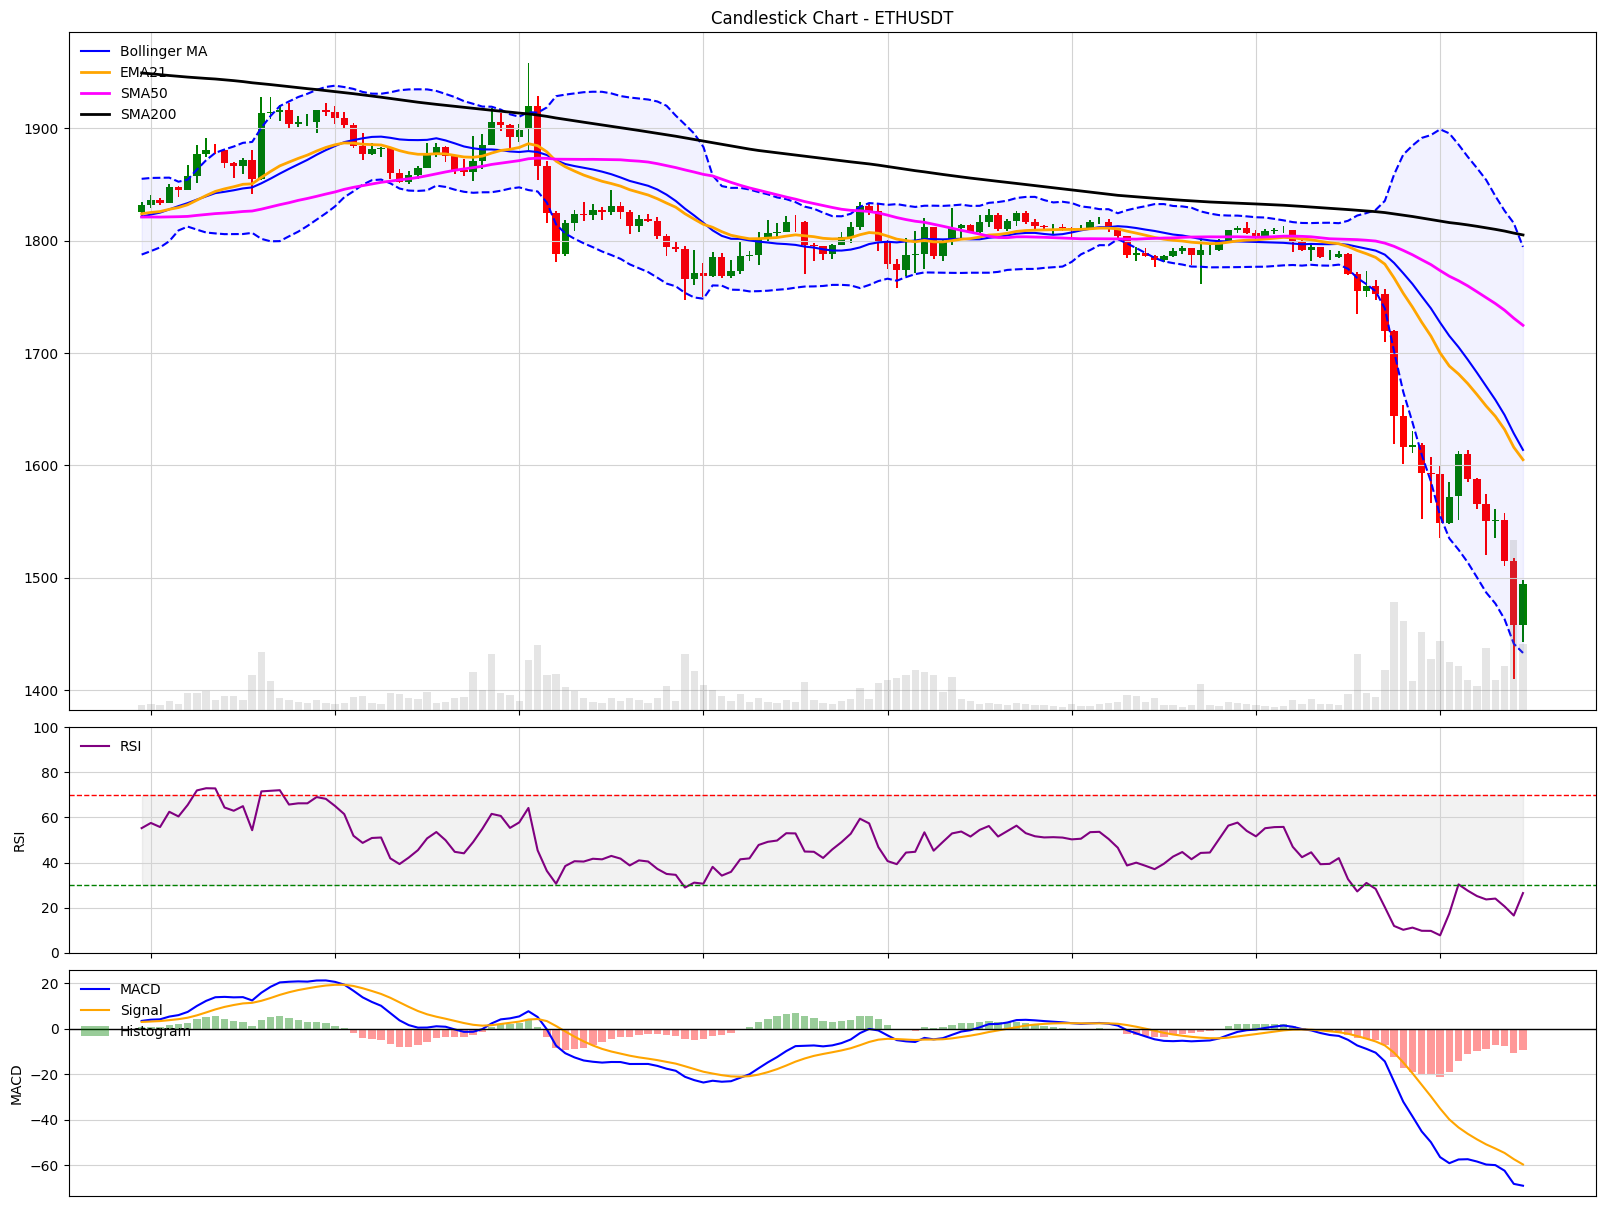 Candlestick Chart - ETHUSDT
Bollinger MA
EMA21
SMA50
SMA200
1900
1800
1700
1600
1500
1400
RSI
100
80
60
40
20
0
RSI
MACD
Signal
Histogram
20
0
−20
−40
−60
MACD